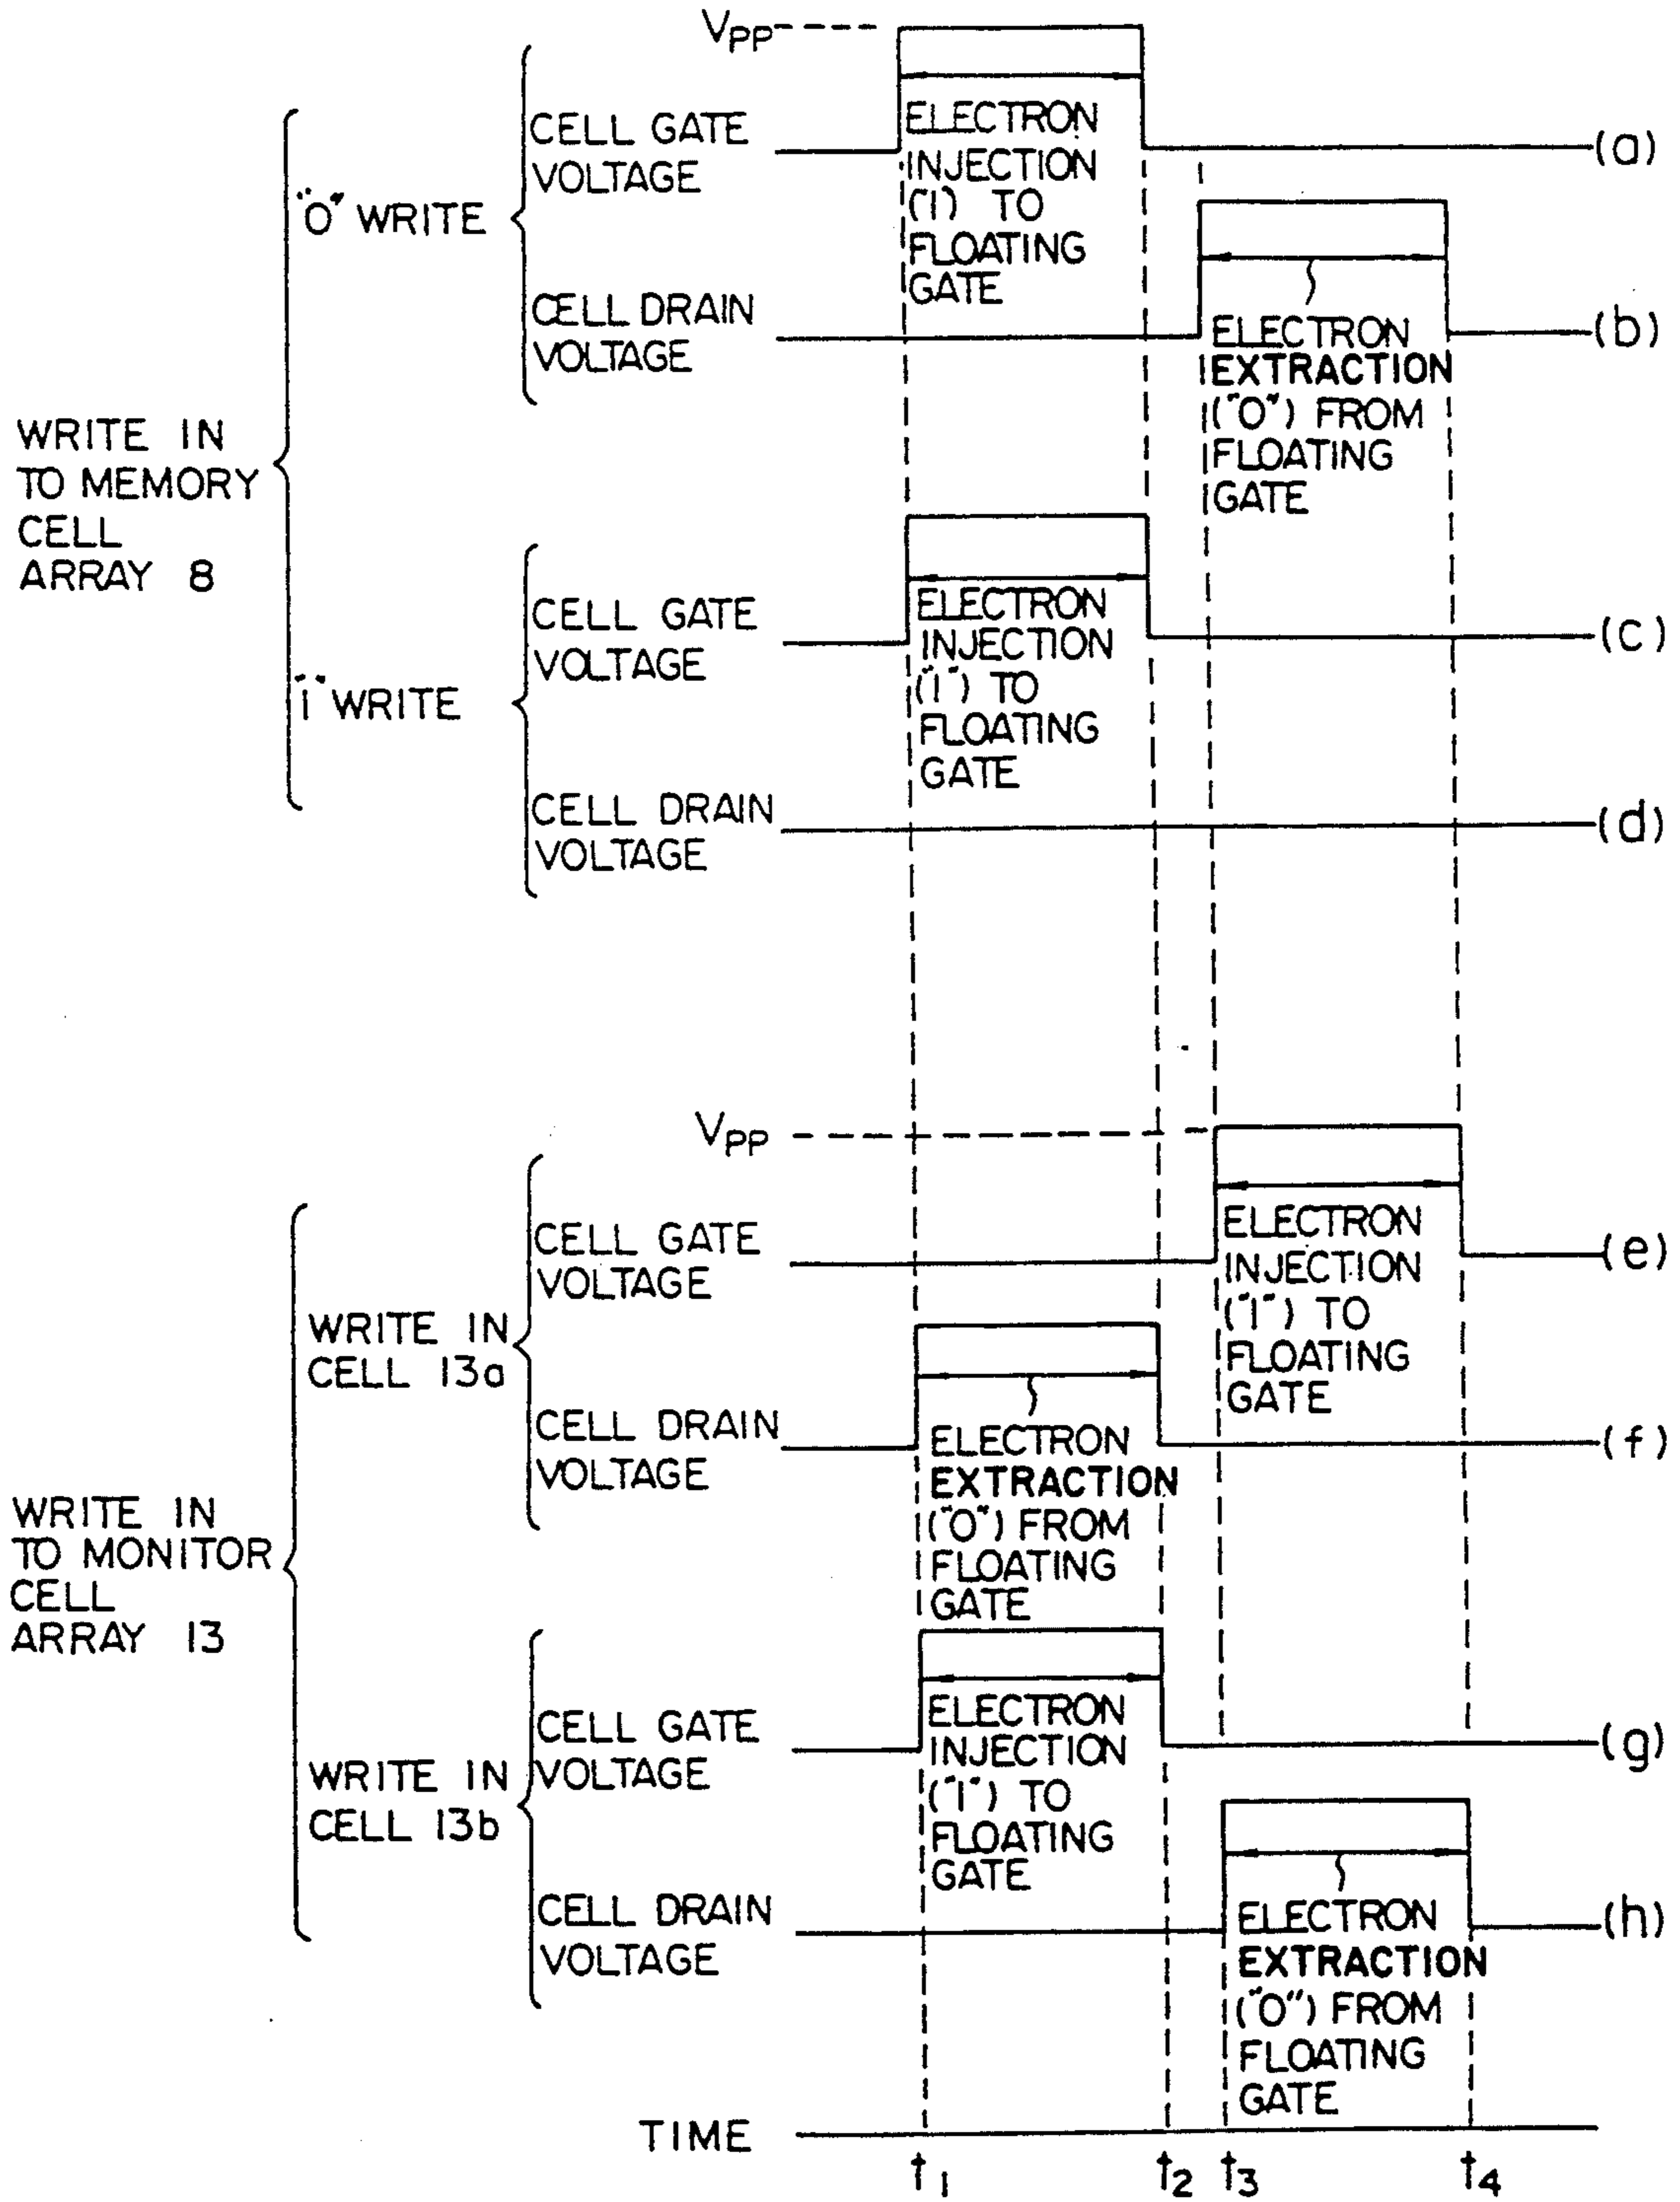 VPP
"0" WRITE
CELL GATE
VOLTAGE
ELECTRON
INJECTION
("1") TO
FLOATING
GATE
(a)
CELL DRAIN
VOLTAGE
ELECTRON
EXTRACTION
("0") FROM
FLOATING
GATE
(b)
WRITE IN
TO MEMORY
CELL
ARRAY 8
"1" WRITE
CELL GATE
VOLTAGE
ELECTRON
INJECTION
("1") TO
FLOATING
GATE
(c)
CELL DRAIN
VOLTAGE
(d)
VPP
WRITE IN
CELL 13a
CELL GATE
VOLTAGE
ELECTRON
INJECTION
("1") TO
FLOATING
GATE
(e)
CELL DRAIN
VOLTAGE
ELECTRON
EXTRACTION
("0") FROM
FLOATING
GATE
(f)
WRITE IN
TO MONITOR
CELL
ARRAY 13
WRITE IN
CELL 13b
CELL GATE
VOLTAGE
ELECTRON
INJECTION
("1") TO
FLOATING
GATE
(g)
CELL DRAIN
VOLTAGE
ELECTRON
EXTRACTION
("0") FROM
FLOATING
GATE
(h)
TIME
t1 t2 t3 t4